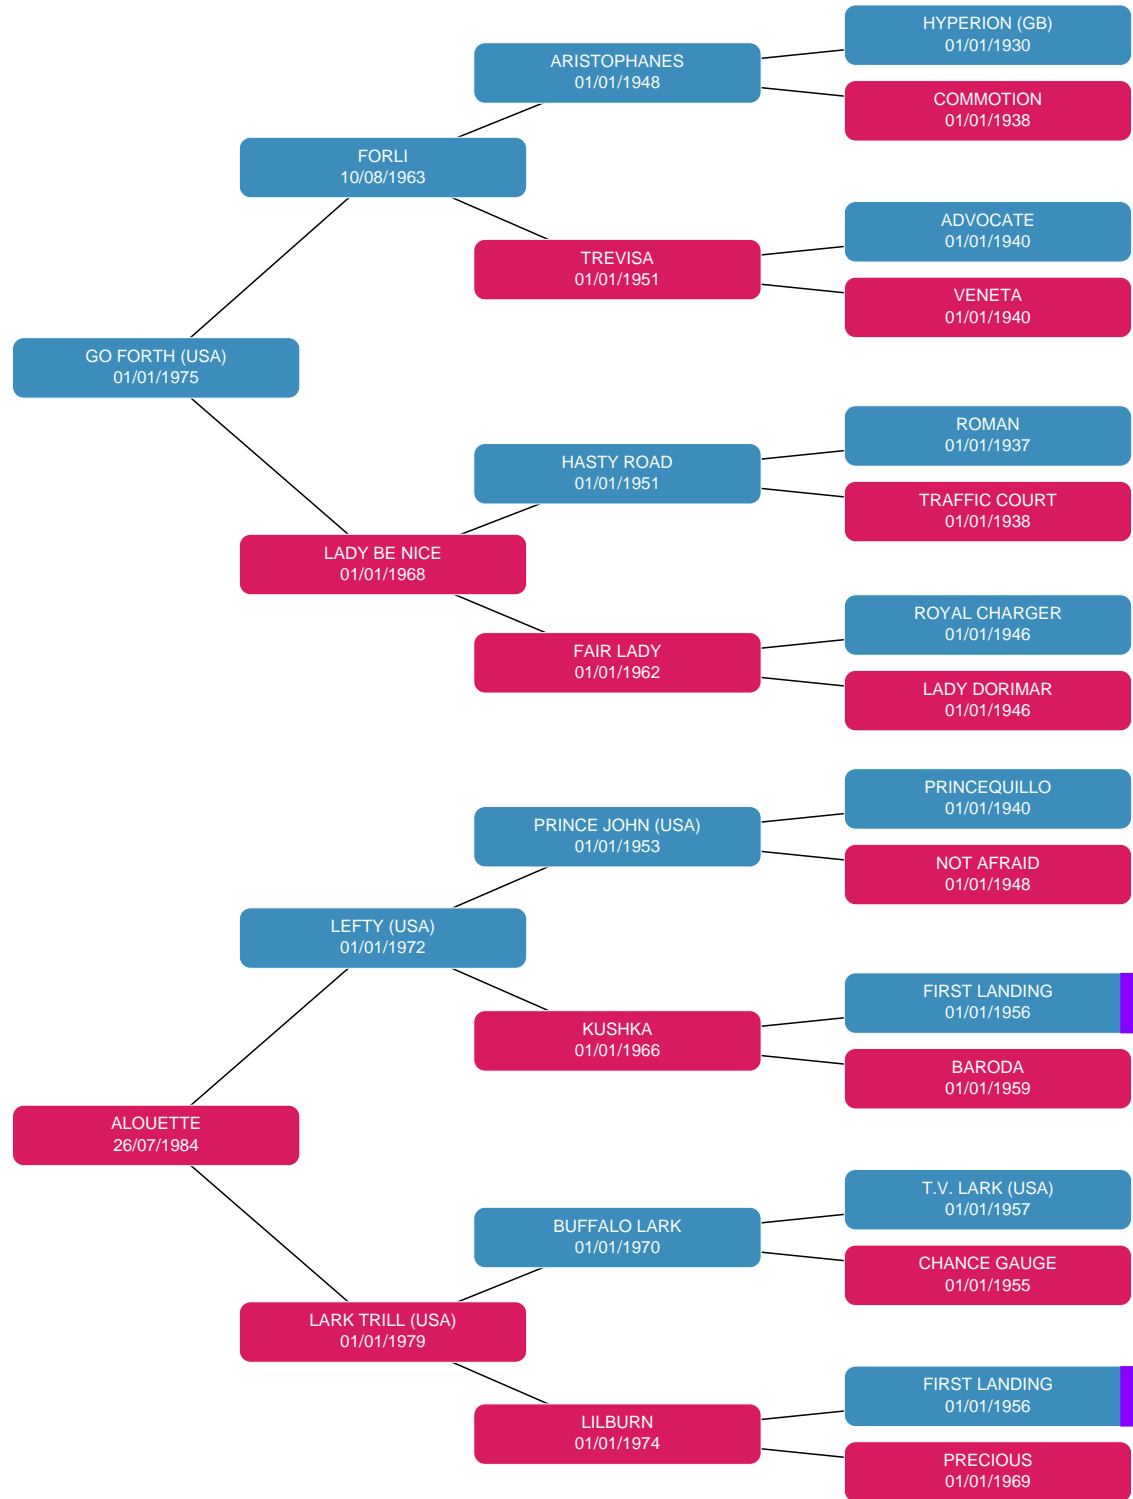 HYPERION (GB)
01/01/1930
ARISTOPHANES
01/01/1948
COMMOTION
01/01/1938
FORLI
10/08/1963
ADVOCATE
01/01/1940
TREVISA
01/01/1951
VENETA
01/01/1940
GO FORTH (USA)
01/01/1975
ROMAN
01/01/1937
HASTY ROAD
01/01/1951
TRAFFIC COURT
01/01/1938
LADY BE NICE
01/01/1968
ROYAL CHARGER
01/01/1946
FAIR LADY
01/01/1962
LADY DORIMAR
01/01/1946
PRINCEQUILLO
01/01/1940
PRINCE JOHN (USA)
01/01/1953
NOT AFRAID
01/01/1948
LEFTY (USA)
01/01/1972
FIRST LANDING
01/01/1956
KUSHKA
01/01/1966
BARODA
01/01/1959
ALOUETTE
26/07/1984
T.V. LARK (USA)
01/01/1957
BUFFALO LARK
01/01/1970
CHANCE GAUGE
01/01/1955
LARK TRILL (USA)
01/01/1979
FIRST LANDING
01/01/1956
LILBURN
01/01/1974
PRECIOUS
01/01/1969